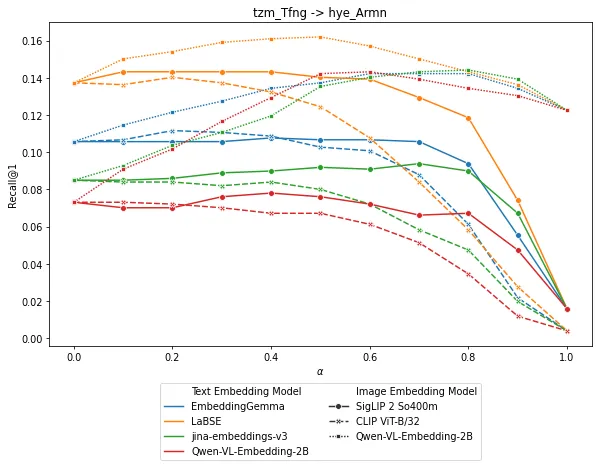 tzm_Tfng -> hye_Armn
Recall@1
0.16
0.14
0.12
0.10
0.08
0.06
0.04
0.02
0.00
0.0 0.2 0.4 0.6 0.8 1.0
α
Text Embedding Model
EmbeddingGemma
LaBSE
jina-embeddings-v3
Qwen-VL-Embedding-2B
Image Embedding Model
SigLIP 2 So400m
CLIP ViT-B/32
Qwen-VL-Embedding-2B